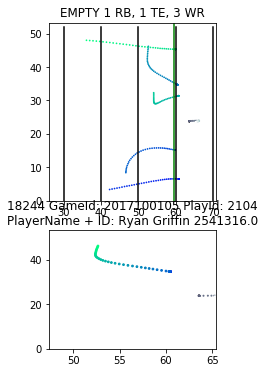 EMPTY 1 RB, 1 TE, 3 WR
50
40
30
20
10
0
30 40 50 60 70
18244 GameId: 2017100105 PlayId: 2104
PlayerName + ID: Ryan Griffin 2541316.0
40
20
0
50 55 60 65